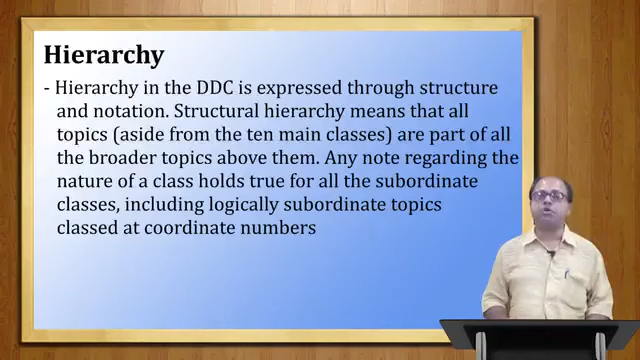 Hierarchy
- Hierarchy in the DDC is expressed through structure
and notation. Structural hierarchy means that all
topics (aside from the ten main classes) are part of all
the broader topics above them. Any note regarding the
nature of a class holds true for all the subordinate
classes, including logically subordinate topics
classed at coordinate numbers